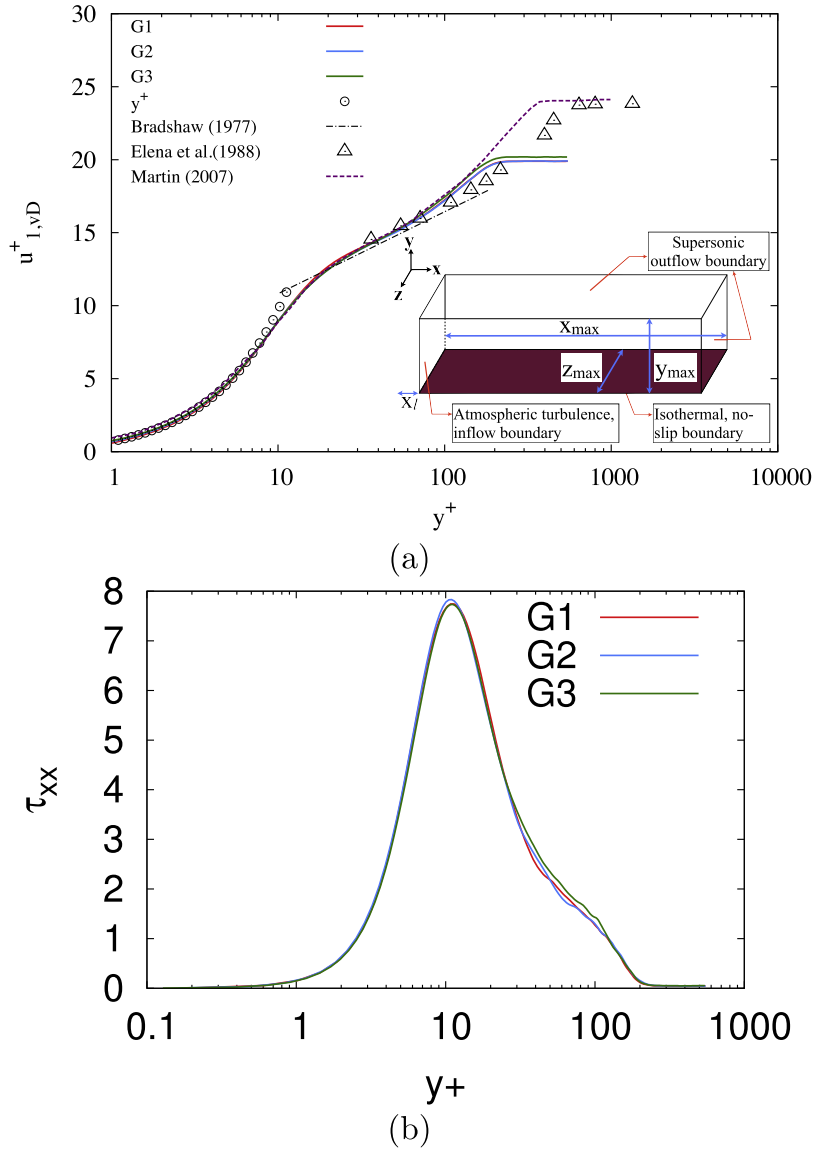 30
25
20
15
10
5
0
u⁺₁,vD
G1
G2
G3
y⁺
Bradshaw (1977)
Elena et al.(1988)
Martin (2007)
y
x
z
Supersonic
outflow boundary
xmax
zmax
ymax
xl
Atmospheric turbulence,
inflow boundary
Isothermal, no-
slip boundary
1
10
100
1000
10000
y⁺
(a)
8
7
6
5
4
3
2
1
0
τxx
G1
G2
G3
0.1
1
10
100
1000
y+
(b)